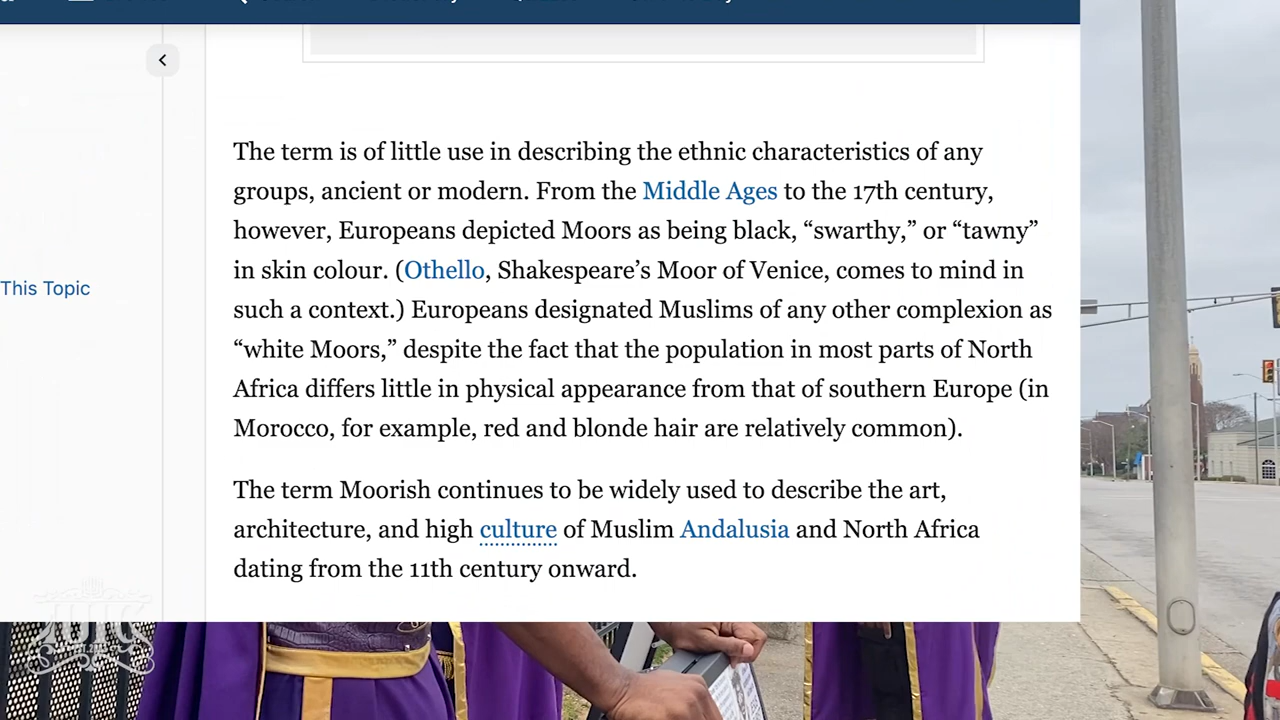 The term is of little use in describing the ethnic characteristics of any
groups, ancient or modern. From the Middle Ages to the 17th century,
however, Europeans depicted Moors as being black, “swarthy,” or “tawny”
in skin colour. (Othello, Shakespeare’s Moor of Venice, comes to mind in
This Topic
such a context.) Europeans designated Muslims of any other complexion as
“white Moors,” despite the fact that the population in most parts of North
Africa differs little in physical appearance from that of southern Europe (in
Morocco, for example, red and blonde hair are relatively common).
The term Moorish continues to be widely used to describe the art,
architecture, and high culture of Muslim Andalusia and North Africa
dating from the 11th century onward.
IUIC